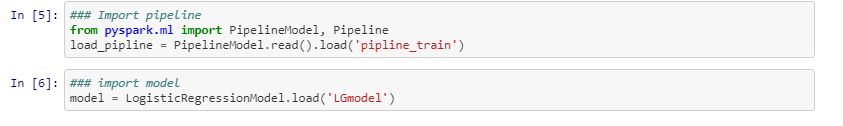 In [5]: ### Import pipeline
from pyspark.ml import PipelineModel, Pipeline
load_pipline = PipelineModel.read().load('pipline_train')
In [6]: ### import model
model = LogisticRegressionModel.load('LGmodel')